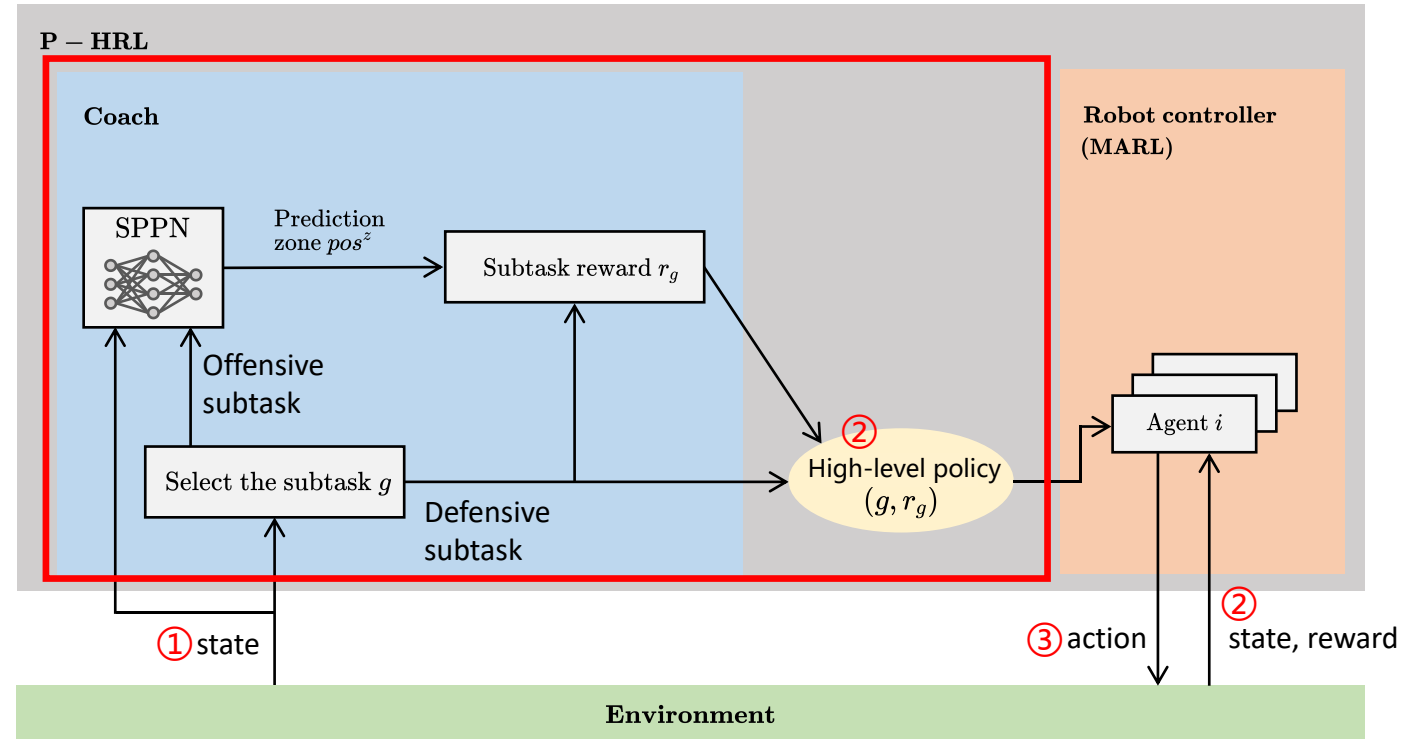 P − HRL
Coach
Robot controller
(MARL)
SPPN
Prediction
zone pos^z
Subtask reward r_g
Offensive
subtask
②
High-level policy
(g, r_g)
Agent i
Select the subtask g
Defensive
subtask
① state
③ action
②
state, reward
Environment